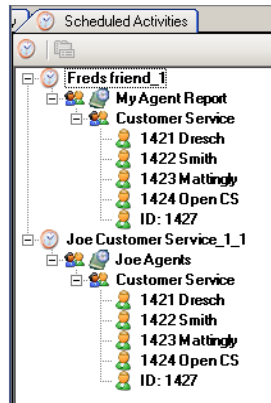 Scheduled Activities
Freds friend_1
My Agent Report
Customer Service
1421 Dresch
1422 Smith
1423 Mattingly
1424 Open CS
ID: 1427
Joe Customer Service_1_1
Joe Agents
Customer Service
1421 Dresch
1422 Smith
1423 Mattingly
1424 Open CS
ID: 1427